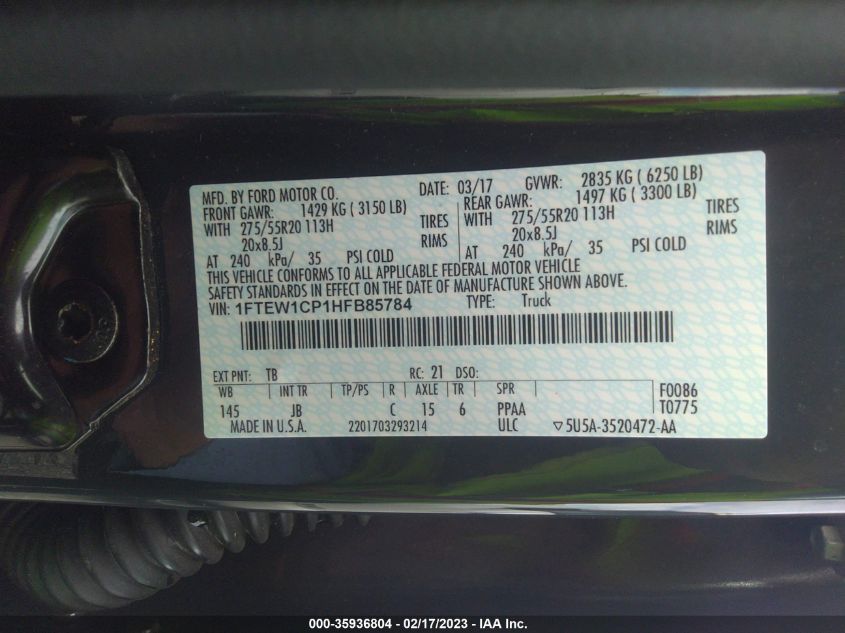 MFD. BY FORD MOTOR CO. DATE: 03/17 GVWR: 2835 KG ( 6250 LB)
FRONT GAWR: 1429 KG ( 3150 LB) REAR GAWR: 1497 KG ( 3300 LB)
WITH 275/55R20 113H TIRES WITH 275/55R20 113H TIRES
20x8.5J RIMS 20x8.5J RIMS
AT 240 kPa/ 35 PSI COLD AT 240 kPa/ 35 PSI COLD
THIS VEHICLE CONFORMS TO ALL APPLICABLE FEDERAL MOTOR VEHICLE
SAFETY STANDARDS IN EFFECT ON THE DATE OF MANUFACTURE SHOWN ABOVE.
VIN: 1FTEW1CP1HFB85784 TYPE: Truck
EXT PNT: TB RC: 21 DSO:
WB INT TR TP/PS R AXLE TR SPR F0086
145 JB C 15 6 PPAA T0775
MADE IN U.S.A. 2201703293214 ULC ▽5U5A-3520472-AA
000-35936804 - 02/17/2023 - IAA Inc.